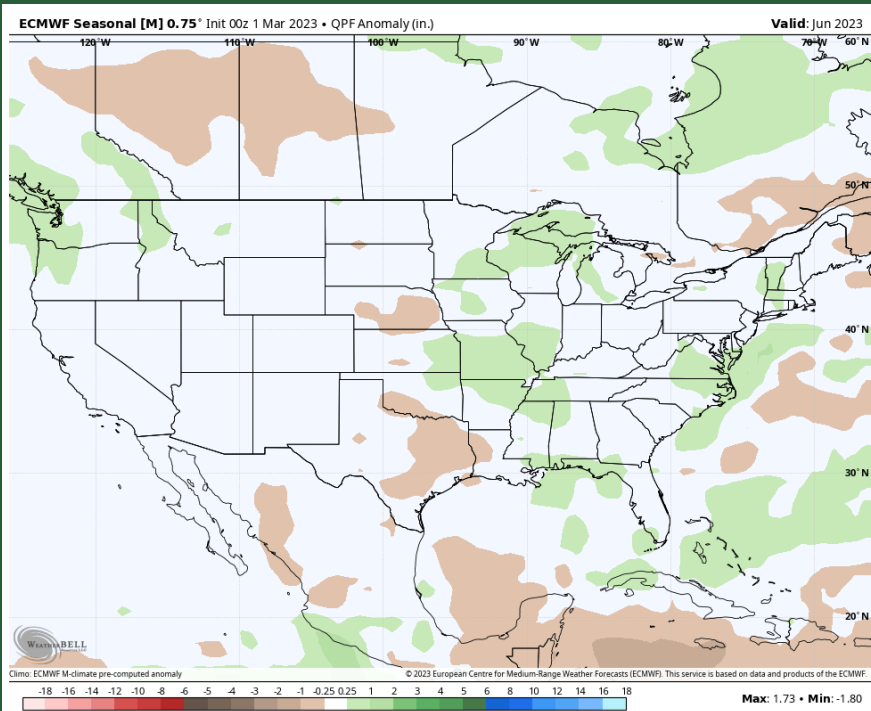 ECMWF Seasonal [M] 0.75° Init 00z 1 Mar 2023 • QPF Anomaly (in.) Valid: Jun 2023
120°W 110°W 100°W 90°W 80°W 70°W 60°N
50°N
40°N
30°N
20°N
WEATHERBELL
Climo: ECMWF M-climate pre-computed anomaly © 2023 European Centre for Medium-Range Weather Forecasts (ECMWF). This service is based on data and products of the ECMWF.
-18 -16 -14 -12 -10 -8 -6 -5 -4 -3 -2 -1 -0.25 0.25 1 2 3 4 5 6 8 10 12 14 16 18
Max: 1.73 • Min: -1.80